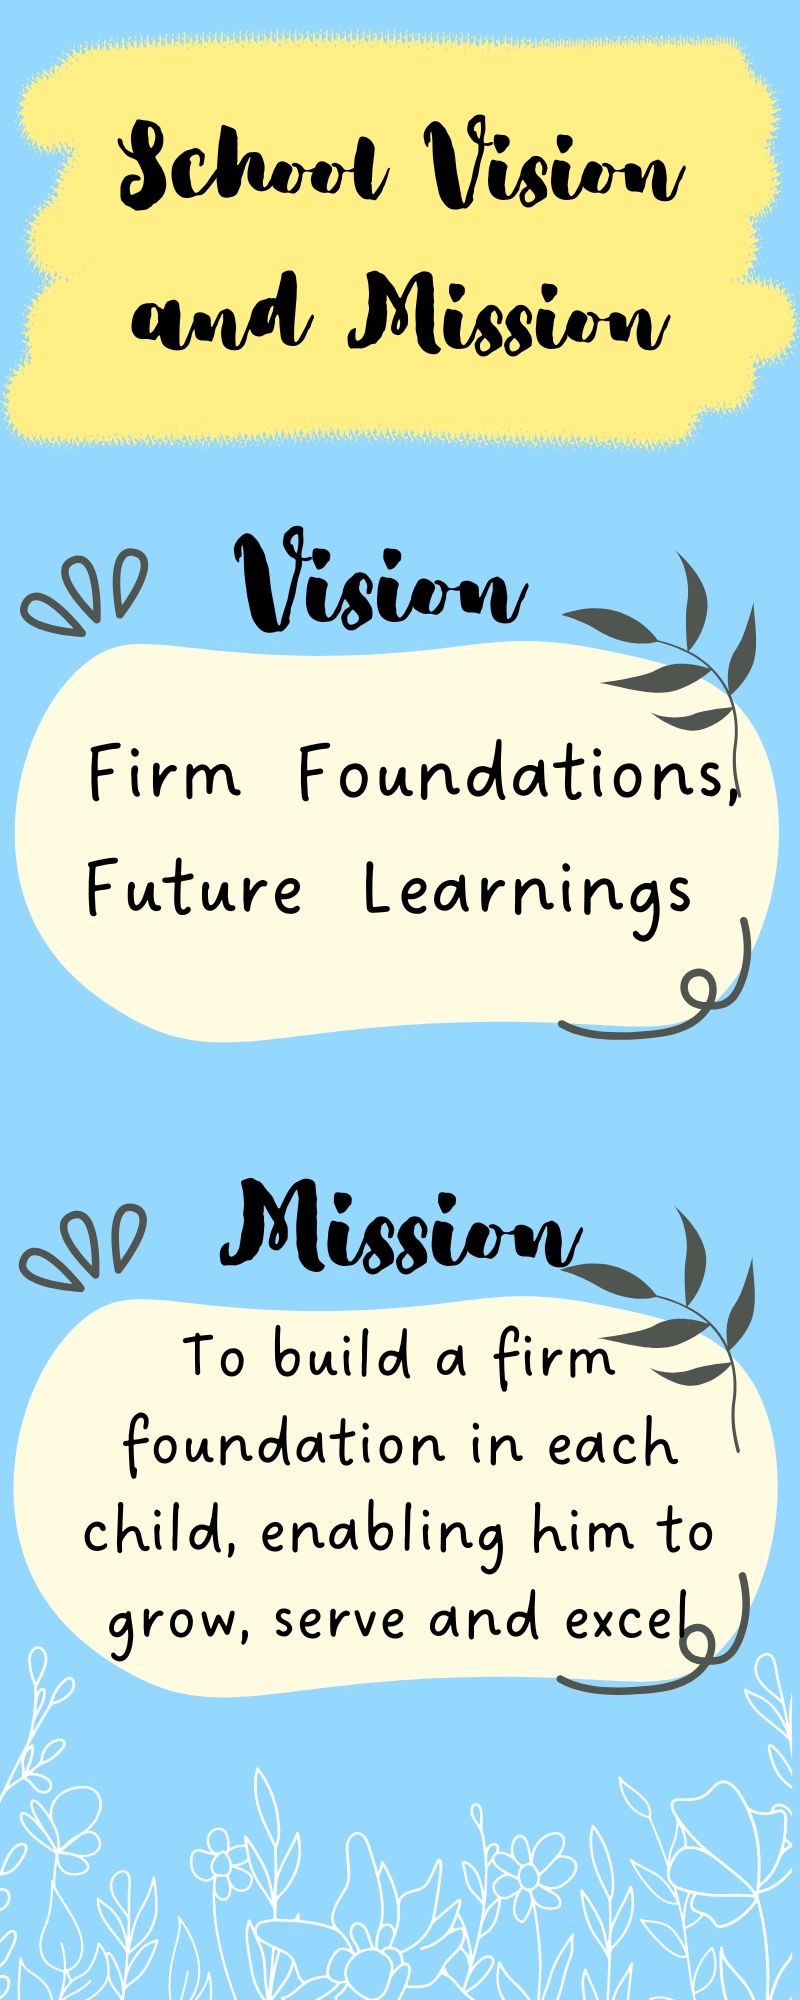 School Vision
and Mission
Vision
Firm Foundations,
Future Learnings
Mission
To build a firm
foundation in each
child, enabling him to
grow, serve and excel